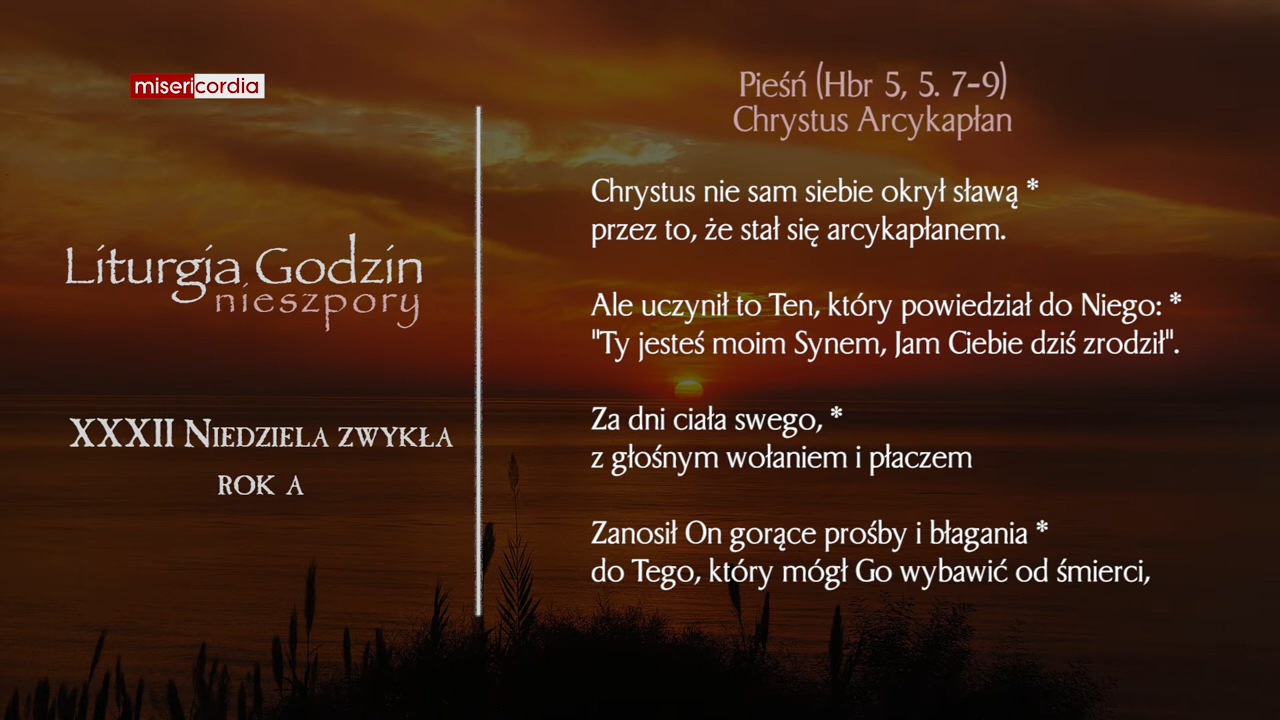 misericordia
Liturgia Godzin
nieszpory
XXXII Niedziela zwykła
rok a
Pieśń (Hbr 5, 5. 7-9)
Chrystus Arcykapłan
Chrystus nie sam siebie okrył sławą *
przez to, że stał się arcykapłanem.
Ale uczynił to Ten, który powiedział do Niego: *
"Ty jesteś moim Synem, Jam Ciebie dziś zrodził".
Za dni ciała swego, *
z głośnym wołaniem i płaczem
Zanosił On gorące prośby i błagania *
do Tego, który mógł Go wybawić od śmierci,